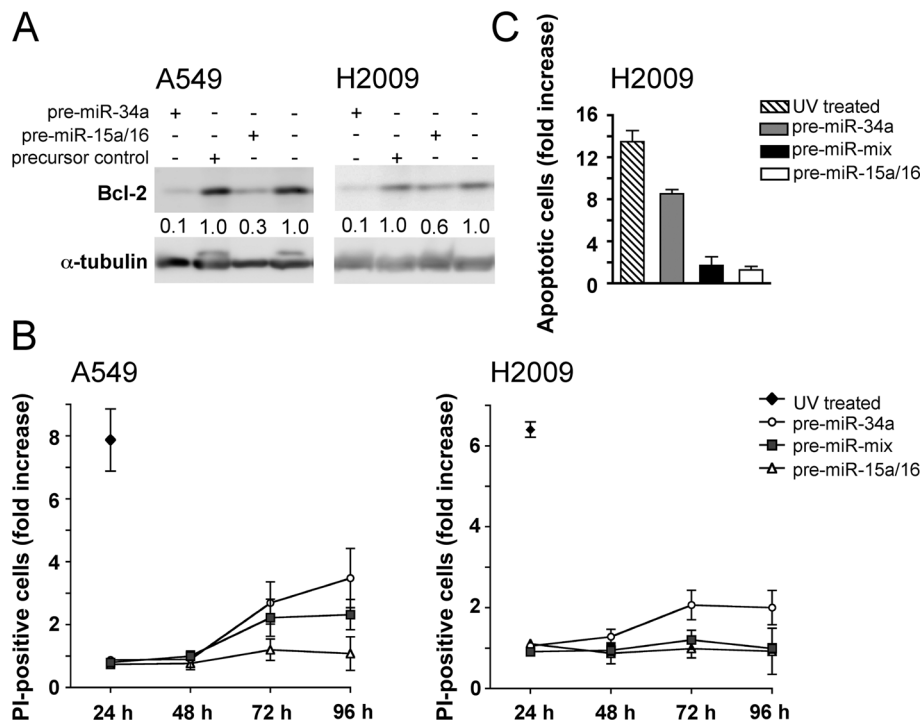 A
A549
H2009
pre-miR-34a + - - - + - - -
pre-miR-15a/16 - - + - - - + -
precursor control - + - - - + - -
Bcl-2
0.1 1.0 0.3 1.0 0.1 1.0 0.6 1.0
α-tubulin
C
H2009
Apoptotic cells (fold increase)
16
12
8
4
0
UV treated
pre-miR-34a
pre-miR-mix
pre-miR-15a/16
B
A549
PI-positive cells (fold increase)
8
6
4
2
0
24 h 48 h 72 h 96 h
H2009
PI-positive cells (fold increase)
6
4
2
0
24 h 48 h 72 h 96 h
UV treated
pre-miR-34a
pre-miR-mix
pre-miR-15a/16